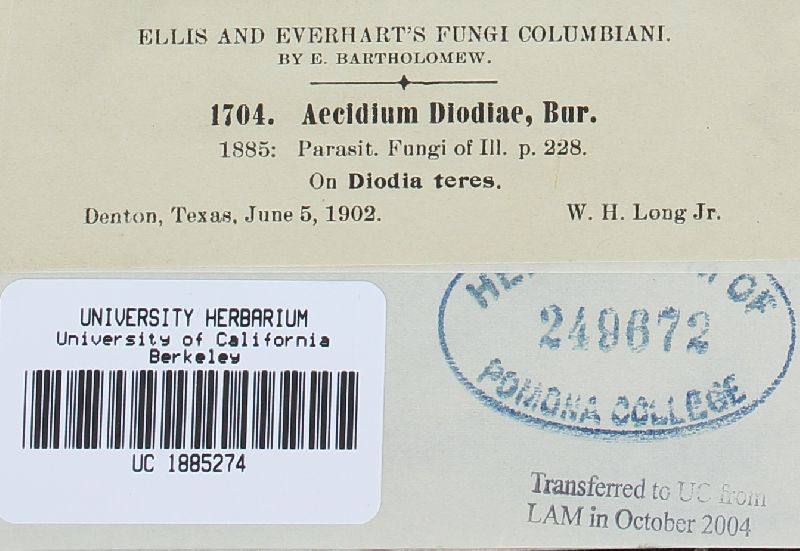 ELLIS AND EVERHART'S FUNGI COLUMBIANI.
BY E. BARTHOLOMEW.
1704. Aecidium Diodiae, Bur.
1885: Parasit. Fungi of Ill. p. 228.
On Diodia teres.
Denton, Texas, June 5, 1902. W. H. Long Jr.
UNIVERSITY HERBARIUM
University of California
Berkeley
UC 1885274
OF
249672
POMONA COLLEGE
Transferred to UC from
LAM in October 2004